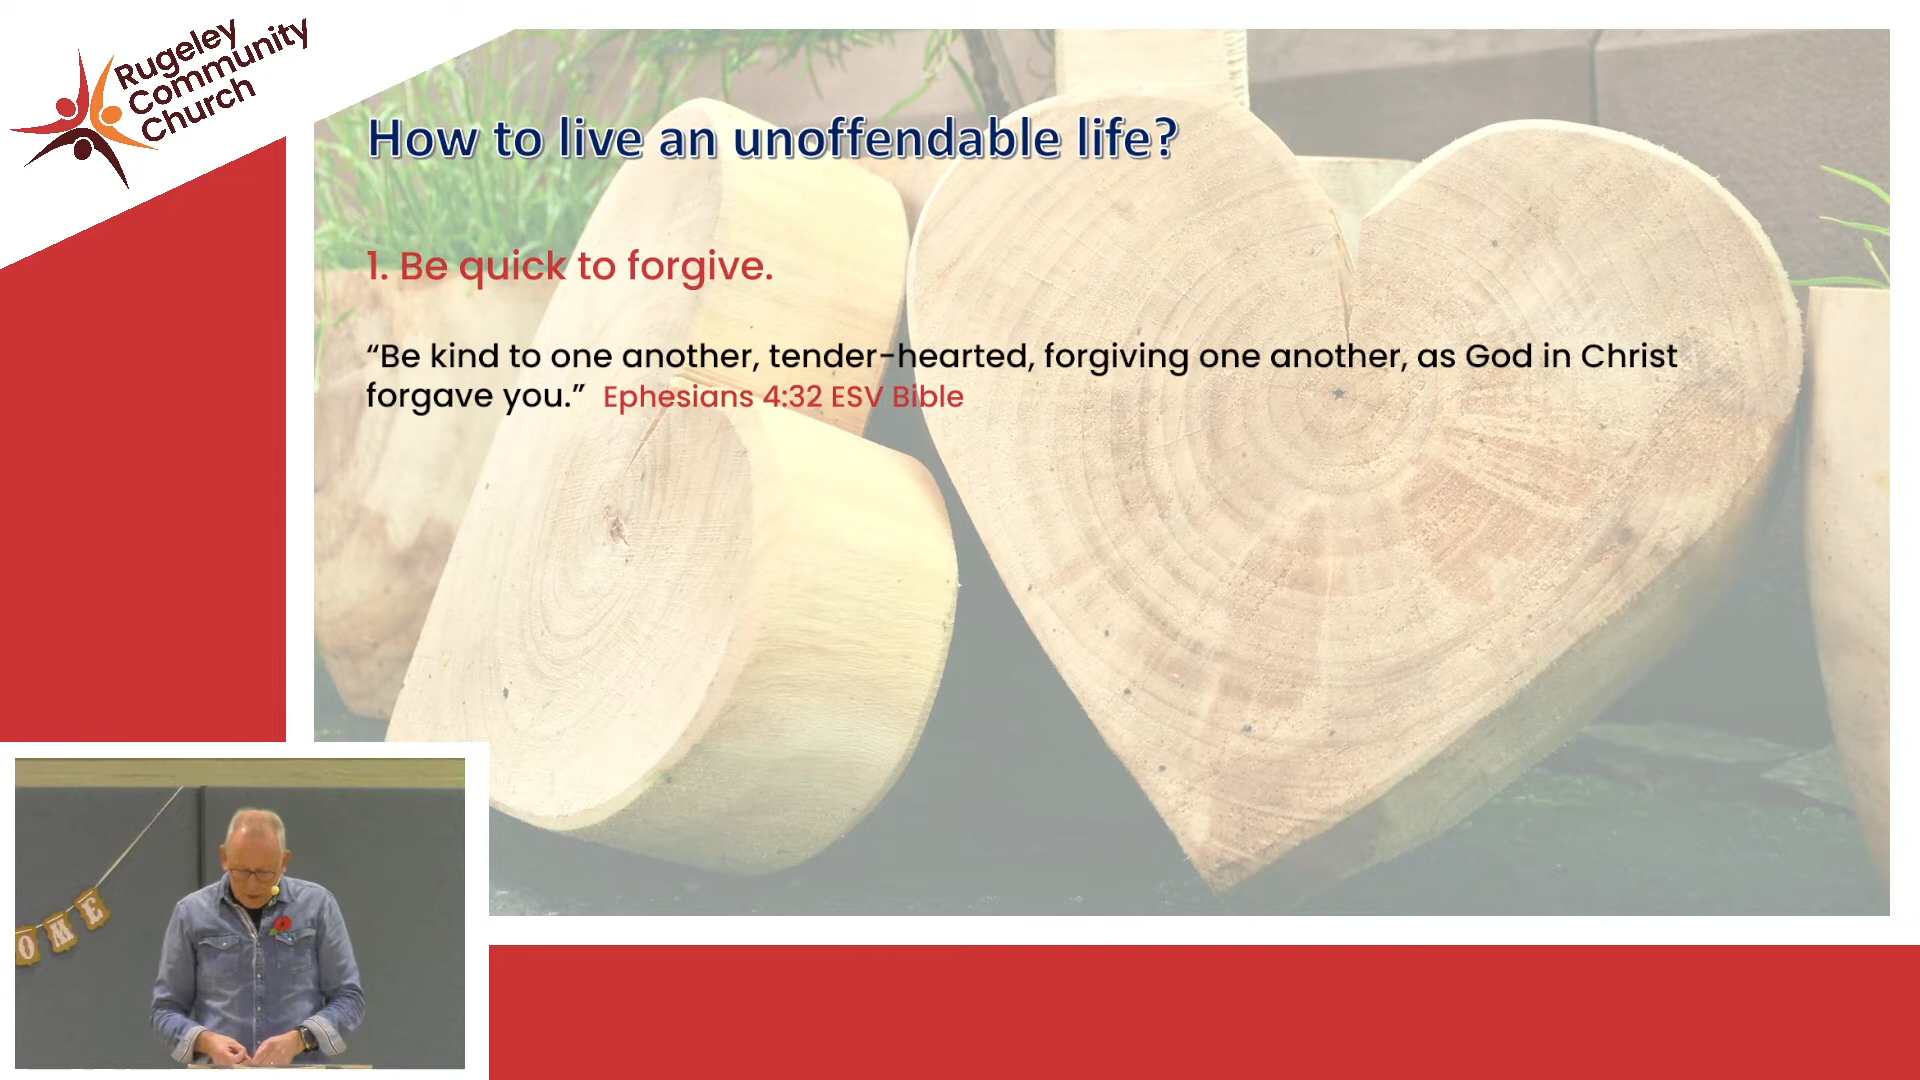 Rugeley
Community
Church
How to live an unoffendable life?
1. Be quick to forgive.
“Be kind to one another, tender-hearted, forgiving one another, as God in Christ
forgave you.” Ephesians 4:32 ESV Bible
OME